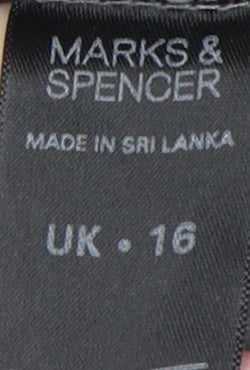 MARKS &
SPENCER
MADE IN SRI LANKA
UK • 16